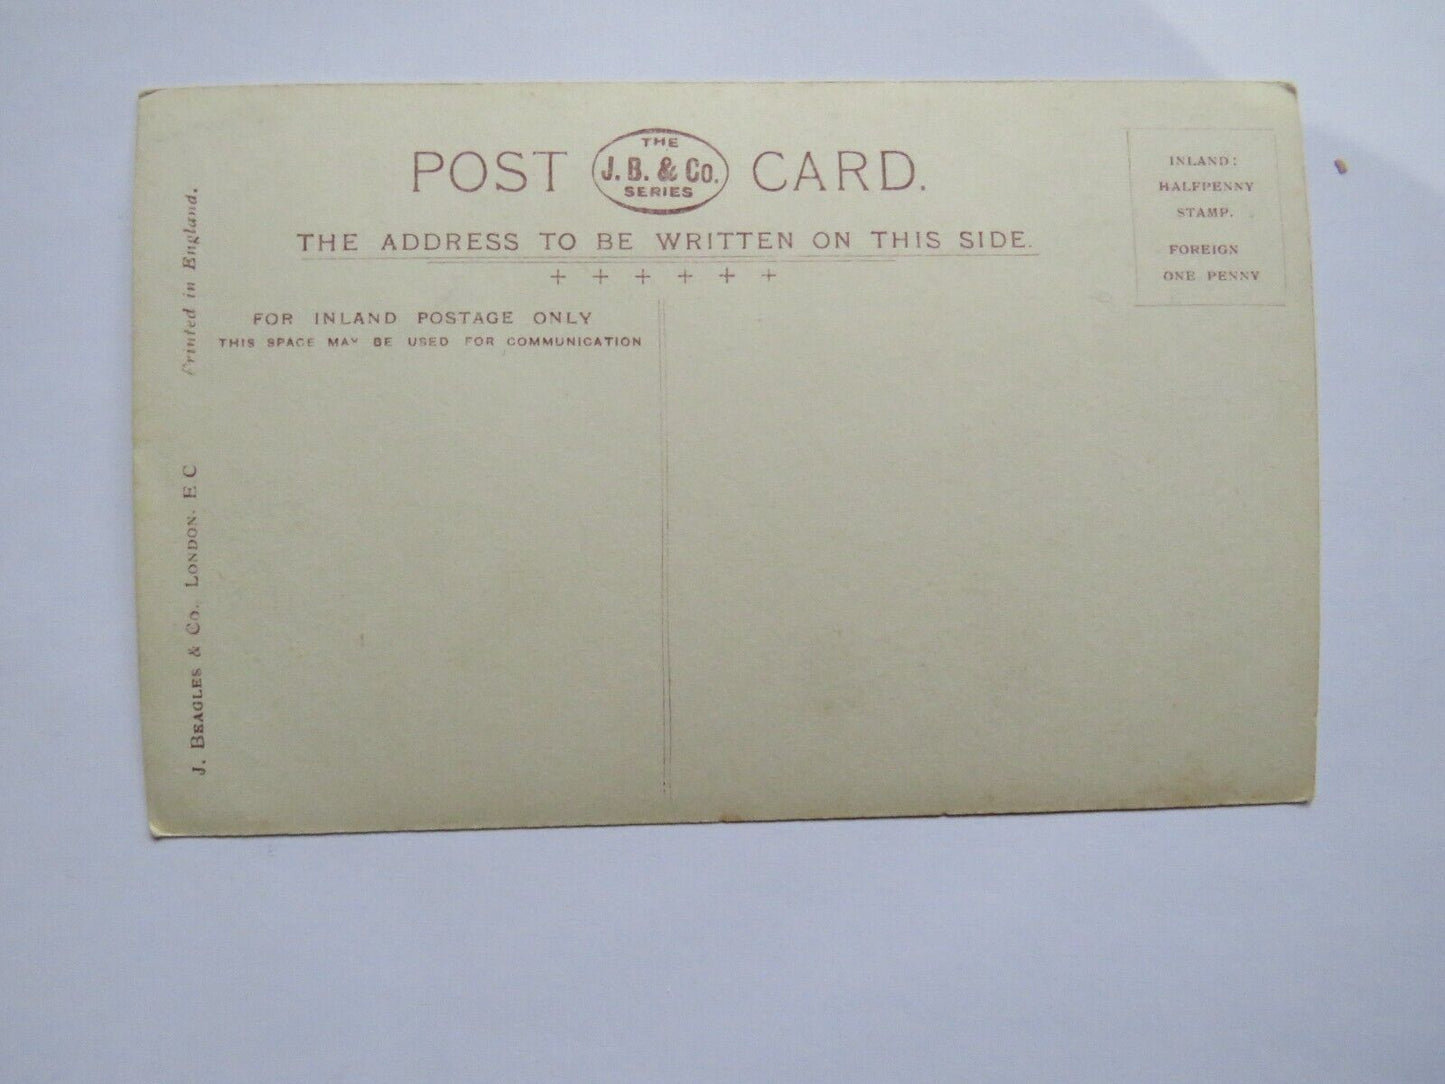 POST CARD.
THE
J. B. & Co.
SERIES
THE ADDRESS TO BE WRITTEN ON THIS SIDE.
+ + + + + +
INLAND:
HALFPENNY
STAMP.
FOREIGN
ONE PENNY
FOR INLAND POSTAGE ONLY
THIS SPACE MAY BE USED FOR COMMUNICATION
J. BEAGLES & CO., LONDON. E C Printed in England.